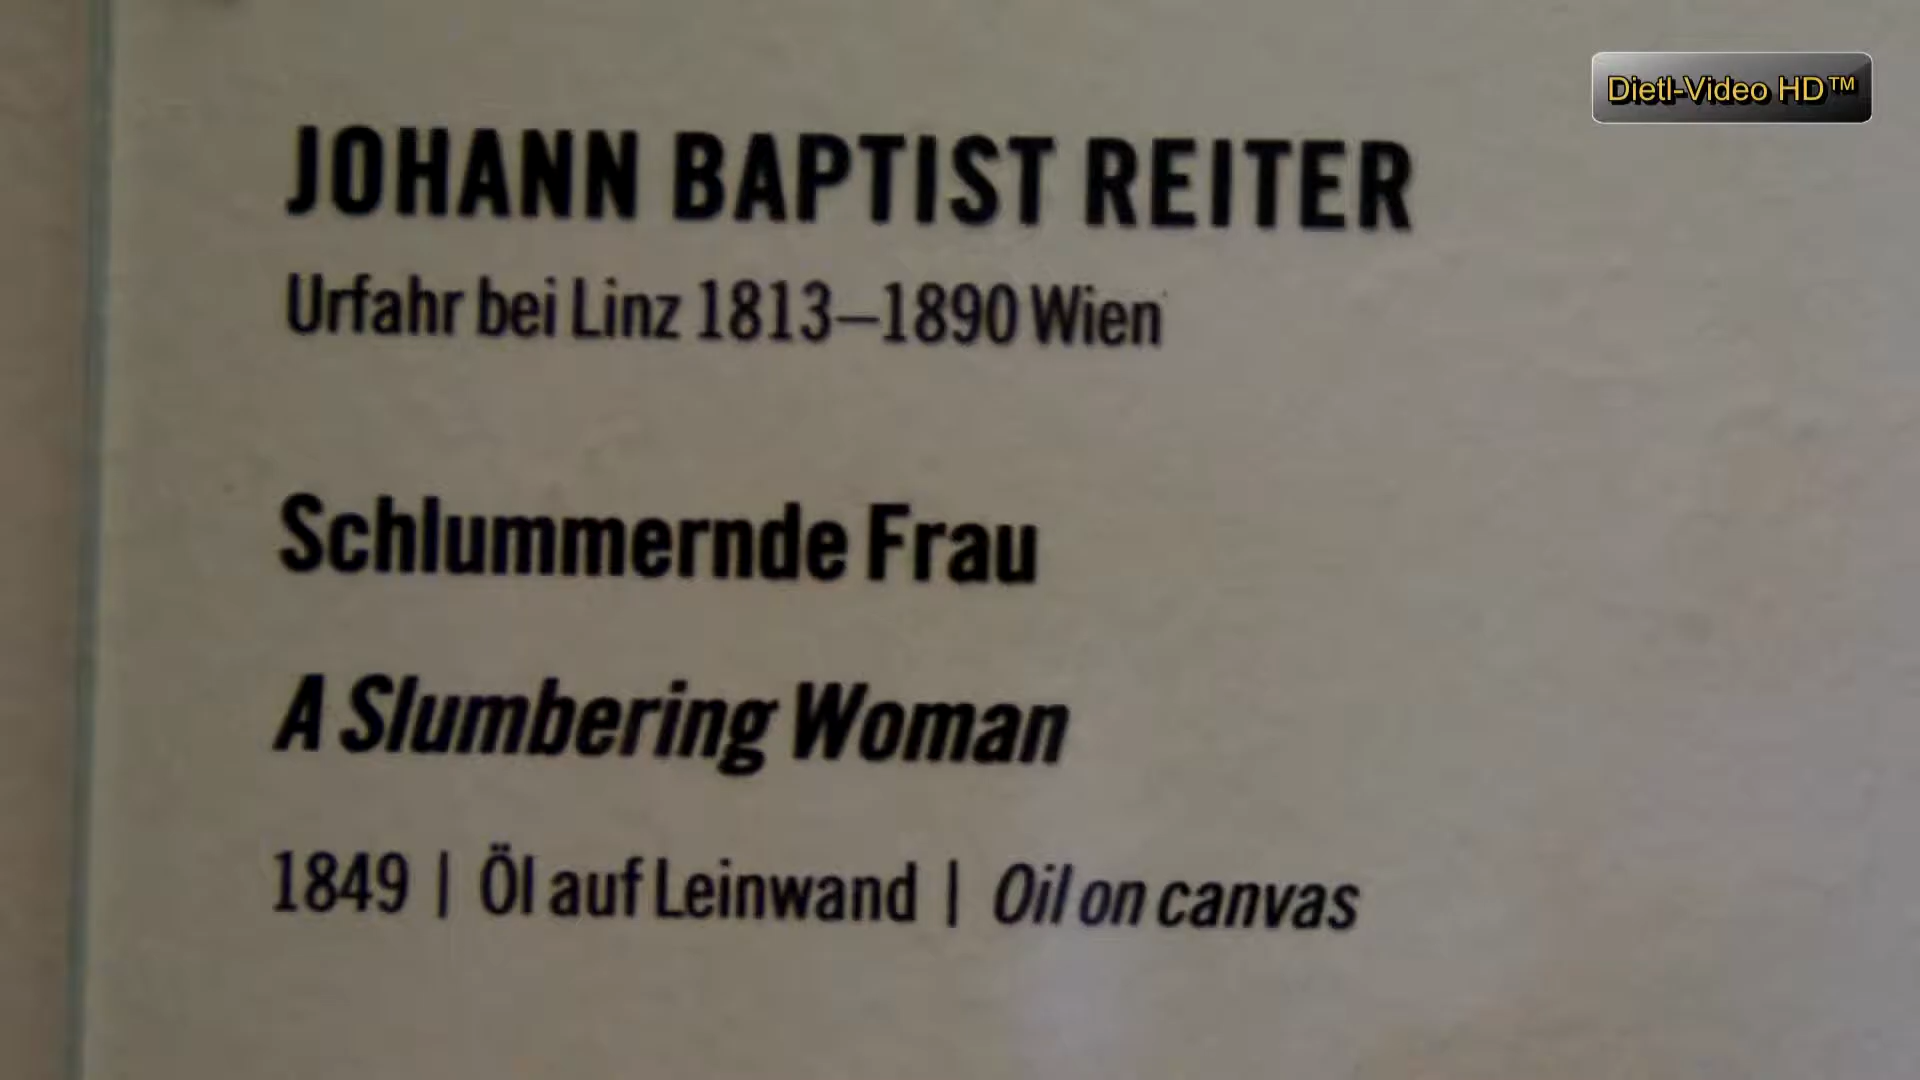 Dietl-Video HD™
JOHANN BAPTIST REITER
Urfahr bei Linz 1813–1890 Wien
Schlummernde Frau
A Slumbering Woman
1849 | Öl auf Leinwand | Oil on canvas